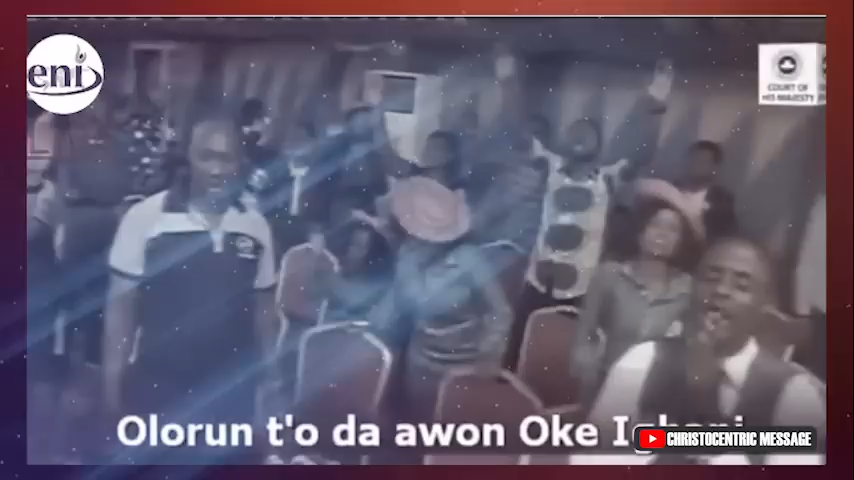 eni
COURT OF
HIS MAJESTY
Olorun t'o da awon Oke
CHRISTOCENTRIC MESSAGE